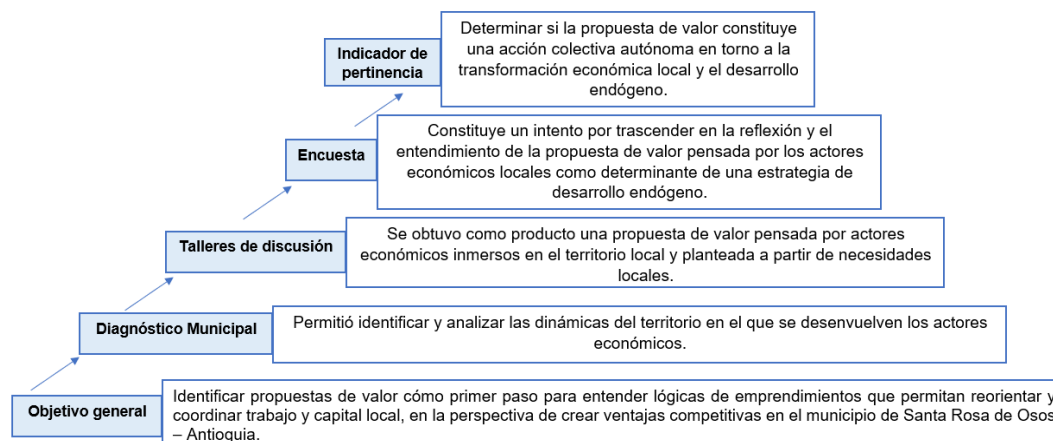 Indicador de
pertinencia
Determinar si la propuesta de valor constituye
una acción colectiva autónoma en torno a la
transformación económica local y el desarrollo
endógeno.
Encuesta
Constituye un intento por trascender en la reflexión y el
entendimiento de la propuesta de valor pensada por los
actores económicos locales como determinante de una estrategia de
desarrollo endógeno.
Talleres de discusión
Se obtuvo como producto una propuesta de valor pensada por actores
económicos inmersos en el territorio local y planteada a partir de necesidades
locales.
Diagnóstico Municipal
Permitió identificar y analizar las dinámicas del territorio en el que se desenvuelven los actores
económicos.
Objetivo general
Identificar propuestas de valor cómo primer paso para entender lógicas de emprendimientos que permitan reorientar y
coordinar trabajo y capital local, en la perspectiva de crear ventajas competitivas en el municipio de Santa Rosa de Osos
– Antioquia.